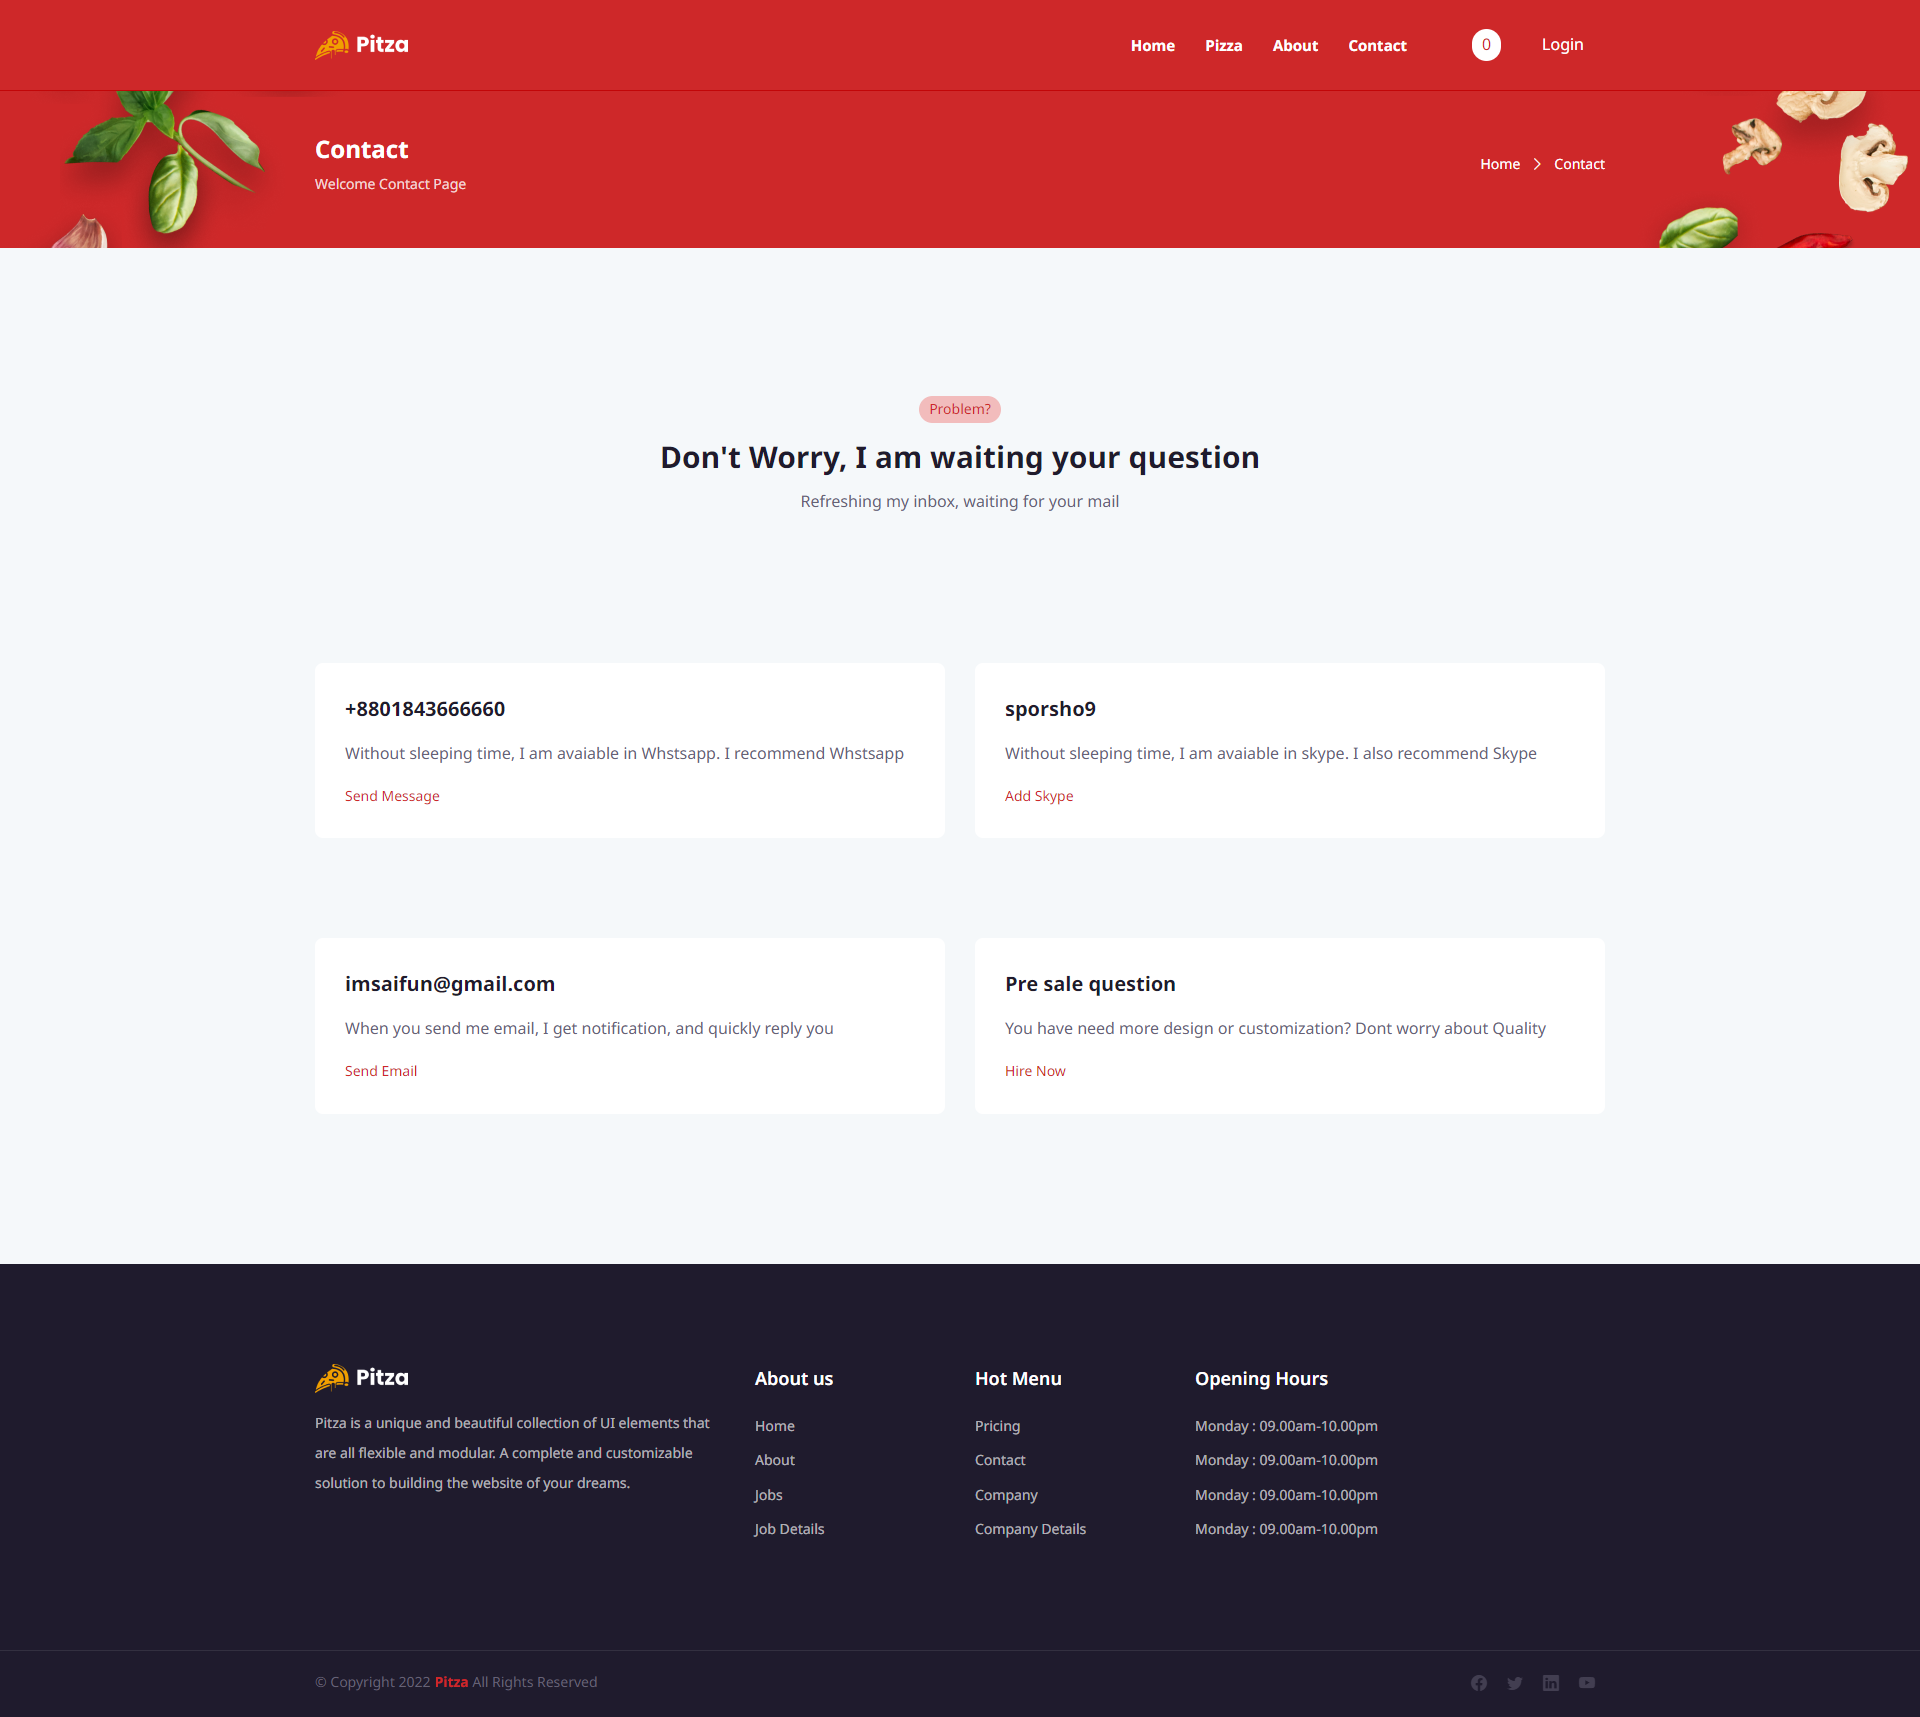 Pitza
Home Pizza About Contact 0 Login
Contact
Welcome Contact Page
Home Contact
Problem?
Don't Worry, I am waiting your question
Refreshing my inbox, waiting for your mail
+8801843666660
Without sleeping time, I am avaiable in Whstsapp. I recommend Whstsapp
Send Message
sporsho9
Without sleeping time, I am avaiable in skype. I also recommend Skype
Add Skype
imsaifun@gmail.com
When you send me email, I get notification, and quickly reply you
Send Email
Pre sale question
You have need more design or customization? Dont worry about Quality
Hire Now
Pitza
Pitza is a unique and beautiful collection of UI elements that
are all flexible and modular. A complete and customizable
solution to building the website of your dreams.
About us
Home
About
Jobs
Job Details
Hot Menu
Pricing
Contact
Company
Company Details
Opening Hours
Monday : 09.00am-10.00pm
Monday : 09.00am-10.00pm
Monday : 09.00am-10.00pm
Monday : 09.00am-10.00pm
© Copyright 2022 Pitza All Rights Reserved